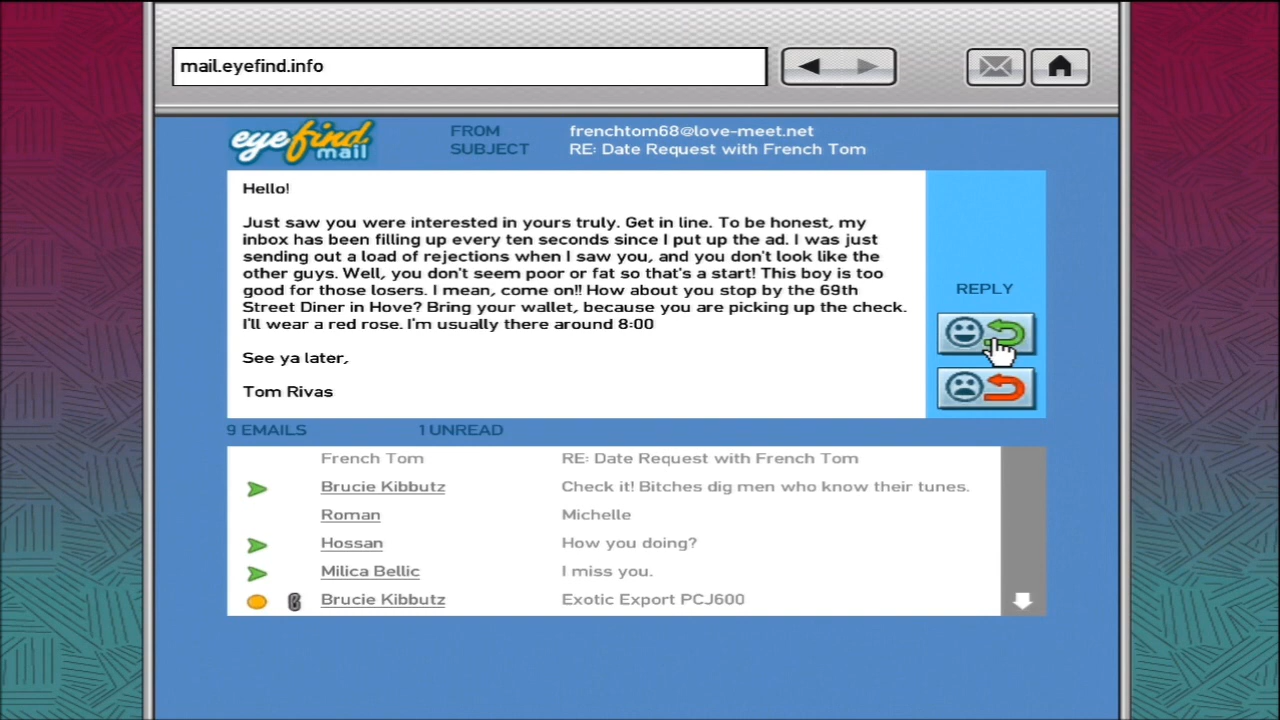 mail.eyefind.info
eyefind mail
FROM frenchtom68@love-meet.net
SUBJECT RE: Date Request with French Tom
Hello!
Just saw you were interested in yours truly. Get in line. To be honest, my
inbox has been filling up every ten seconds since I put up the ad. I was just
sending out a load of rejections when I saw you, and you don't look like the
other guys. Well, you don't seem poor or fat so that's a start! This boy is too
good for those losers. I mean, come on!! How about you stop by the 69th
Street Diner in Hove? Bring your wallet, because you are picking up the check.
I'll wear a red rose. I'm usually there around 8:00
See ya later,
Tom Rivas
REPLY
9 EMAILS 1 UNREAD
French Tom RE: Date Request with French Tom
Brucie Kibbutz Check it! Bitches dig men who know their tunes.
Roman Michelle
Hossan How you doing?
Milica Bellic I miss you.
Brucie Kibbutz Exotic Export PCJ600